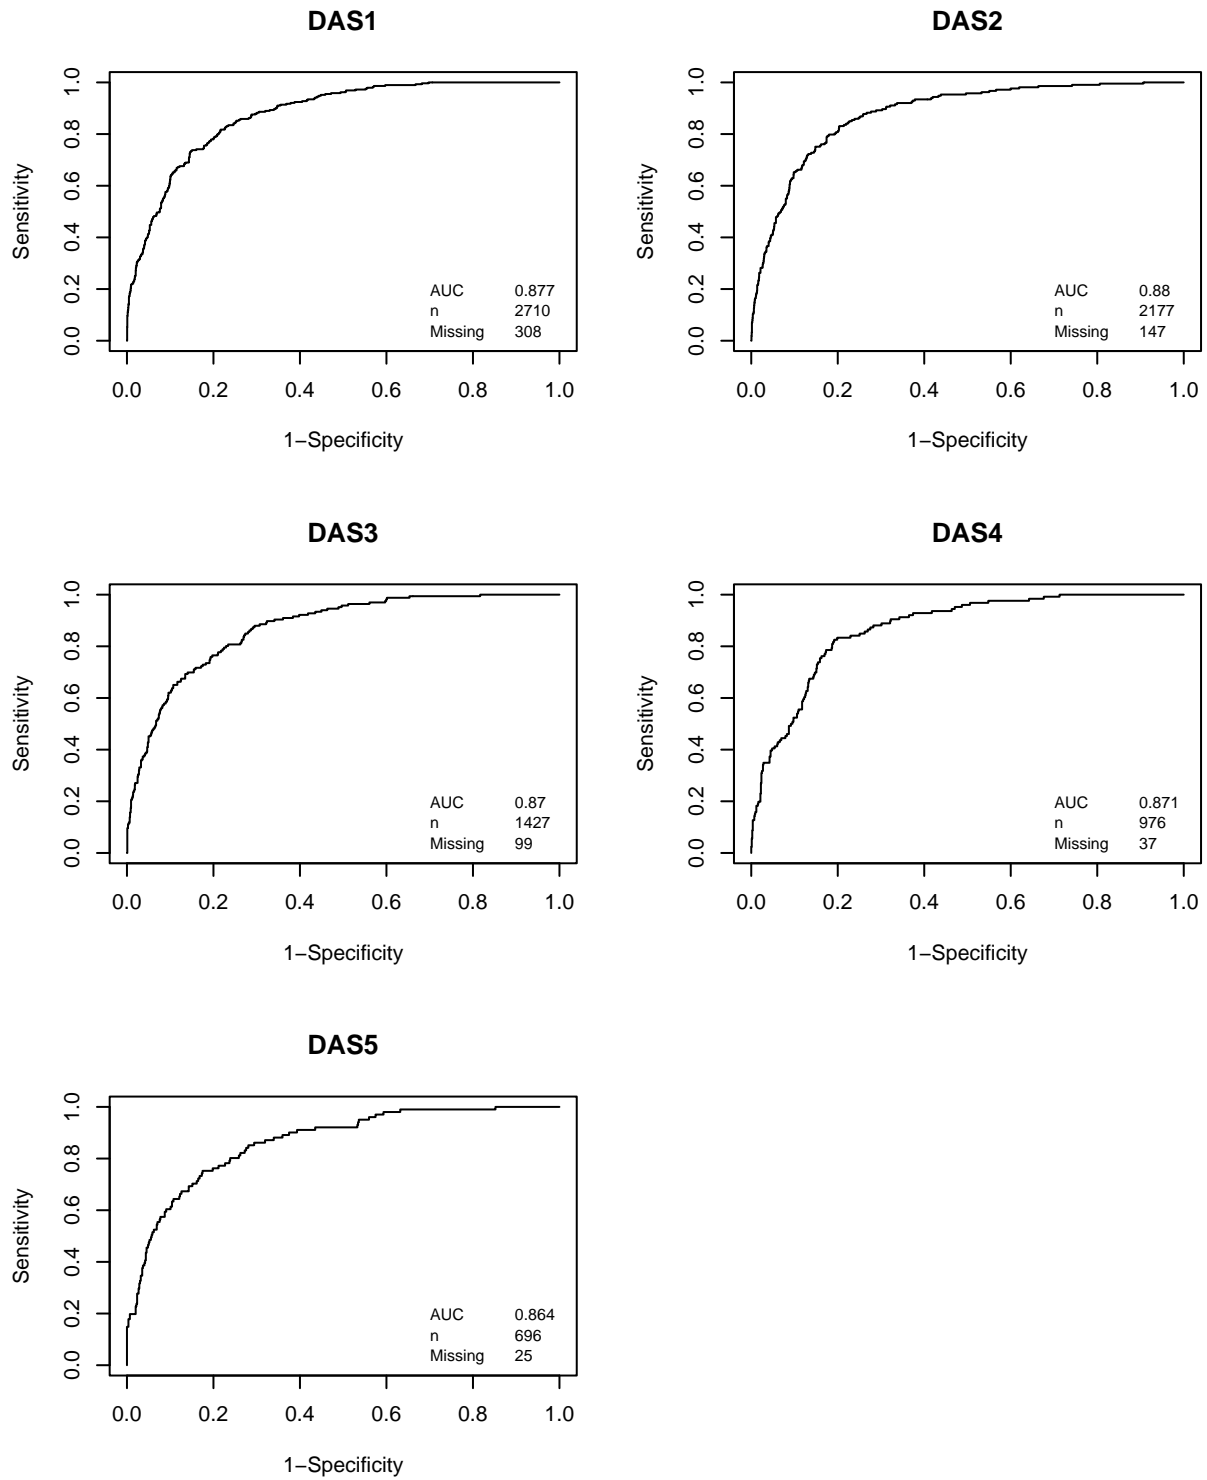 DAS1
Sensitivity
0.0 0.2 0.4 0.6 0.8 1.0
AUC 0.877
n 2710
Missing 308
0.0 0.2 0.4 0.6 0.8 1.0
1−Specificity
DAS2
Sensitivity
0.0 0.2 0.4 0.6 0.8 1.0
AUC 0.88
n 2177
Missing 147
0.0 0.2 0.4 0.6 0.8 1.0
1−Specificity
DAS3
Sensitivity
0.0 0.2 0.4 0.6 0.8 1.0
AUC 0.87
n 1427
Missing 99
0.0 0.2 0.4 0.6 0.8 1.0
1−Specificity
DAS4
Sensitivity
0.0 0.2 0.4 0.6 0.8 1.0
AUC 0.871
n 976
Missing 37
0.0 0.2 0.4 0.6 0.8 1.0
1−Specificity
DAS5
Sensitivity
0.0 0.2 0.4 0.6 0.8 1.0
AUC 0.864
n 696
Missing 25
0.0 0.2 0.4 0.6 0.8 1.0
1−Specificity